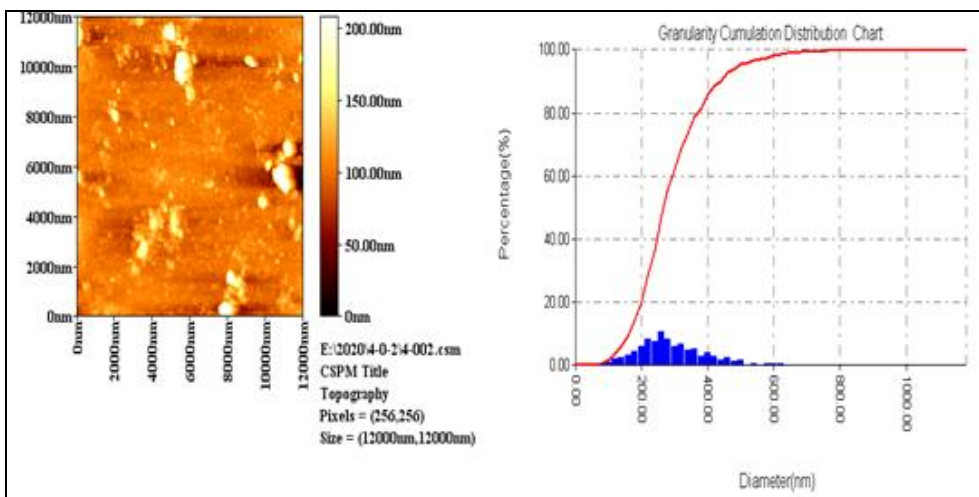 12000nm
10000nm
8000nm
6000nm
4000nm
2000nm
0nm
0nm
2000nm
4000nm
6000nm
8000nm
10000nm
12000nm
200.00nm
150.00nm
100.00nm
50.00nm
0nm
E:\2020\4-0-2\4-002.csm
CSPM Title
Topography
Pixels = (256,256)
Size = (12000nm,12000nm)
Granularity Cumulation Distribution Chart
Percentage(%)
100.00
80.00
60.00
40.00
20.00
0.00
0.00
200.00
400.00
600.00
800.00
1000.00
Diameter(nm)